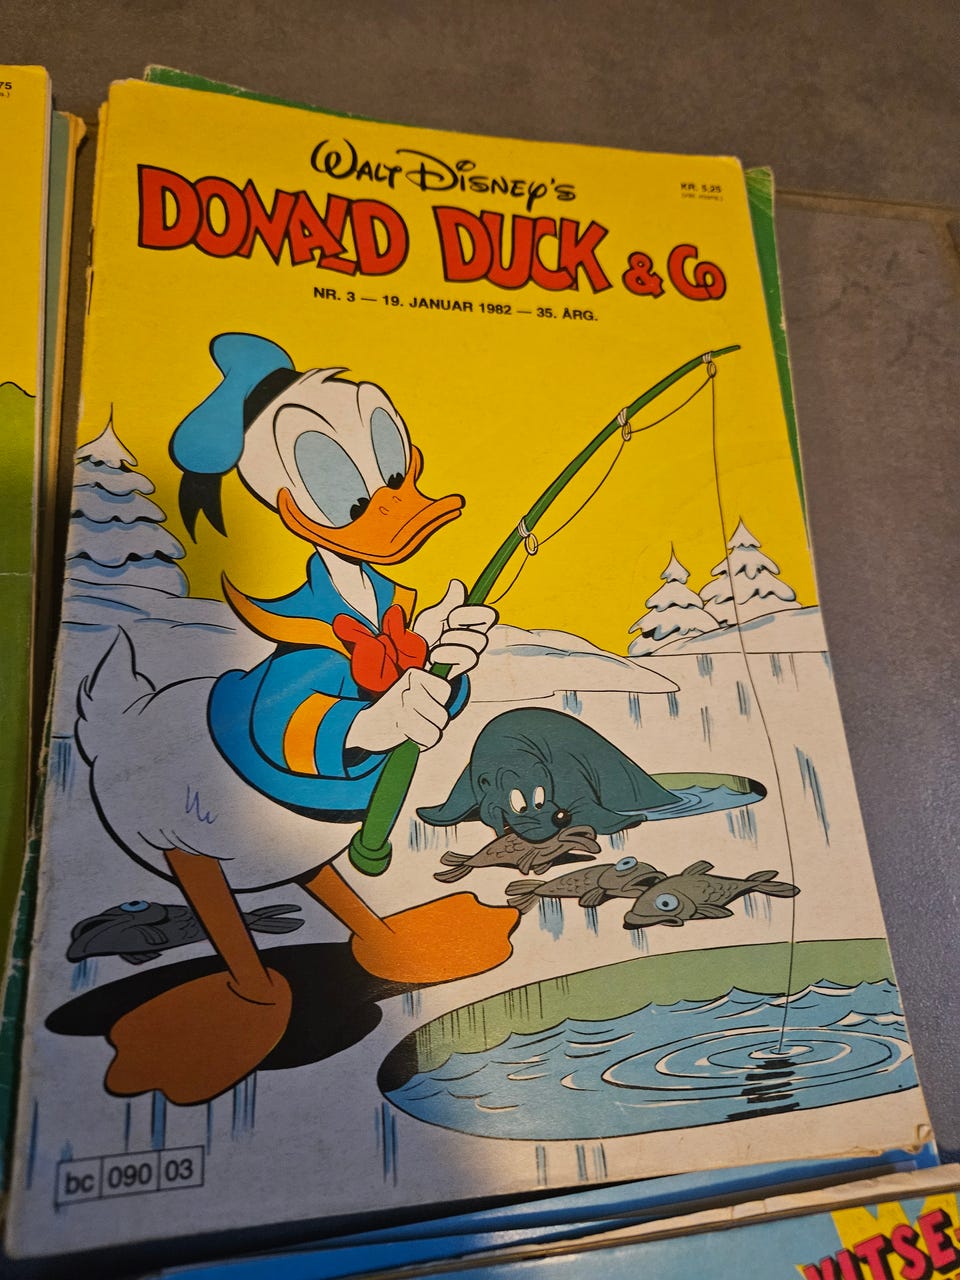 75
WALT DISNEY'S
DONALD DUCK & Co
KR. 5,25
NR. 3 — 19. JANUAR 1982 — 35. ÅRG.
bc 090 03
VITSE-